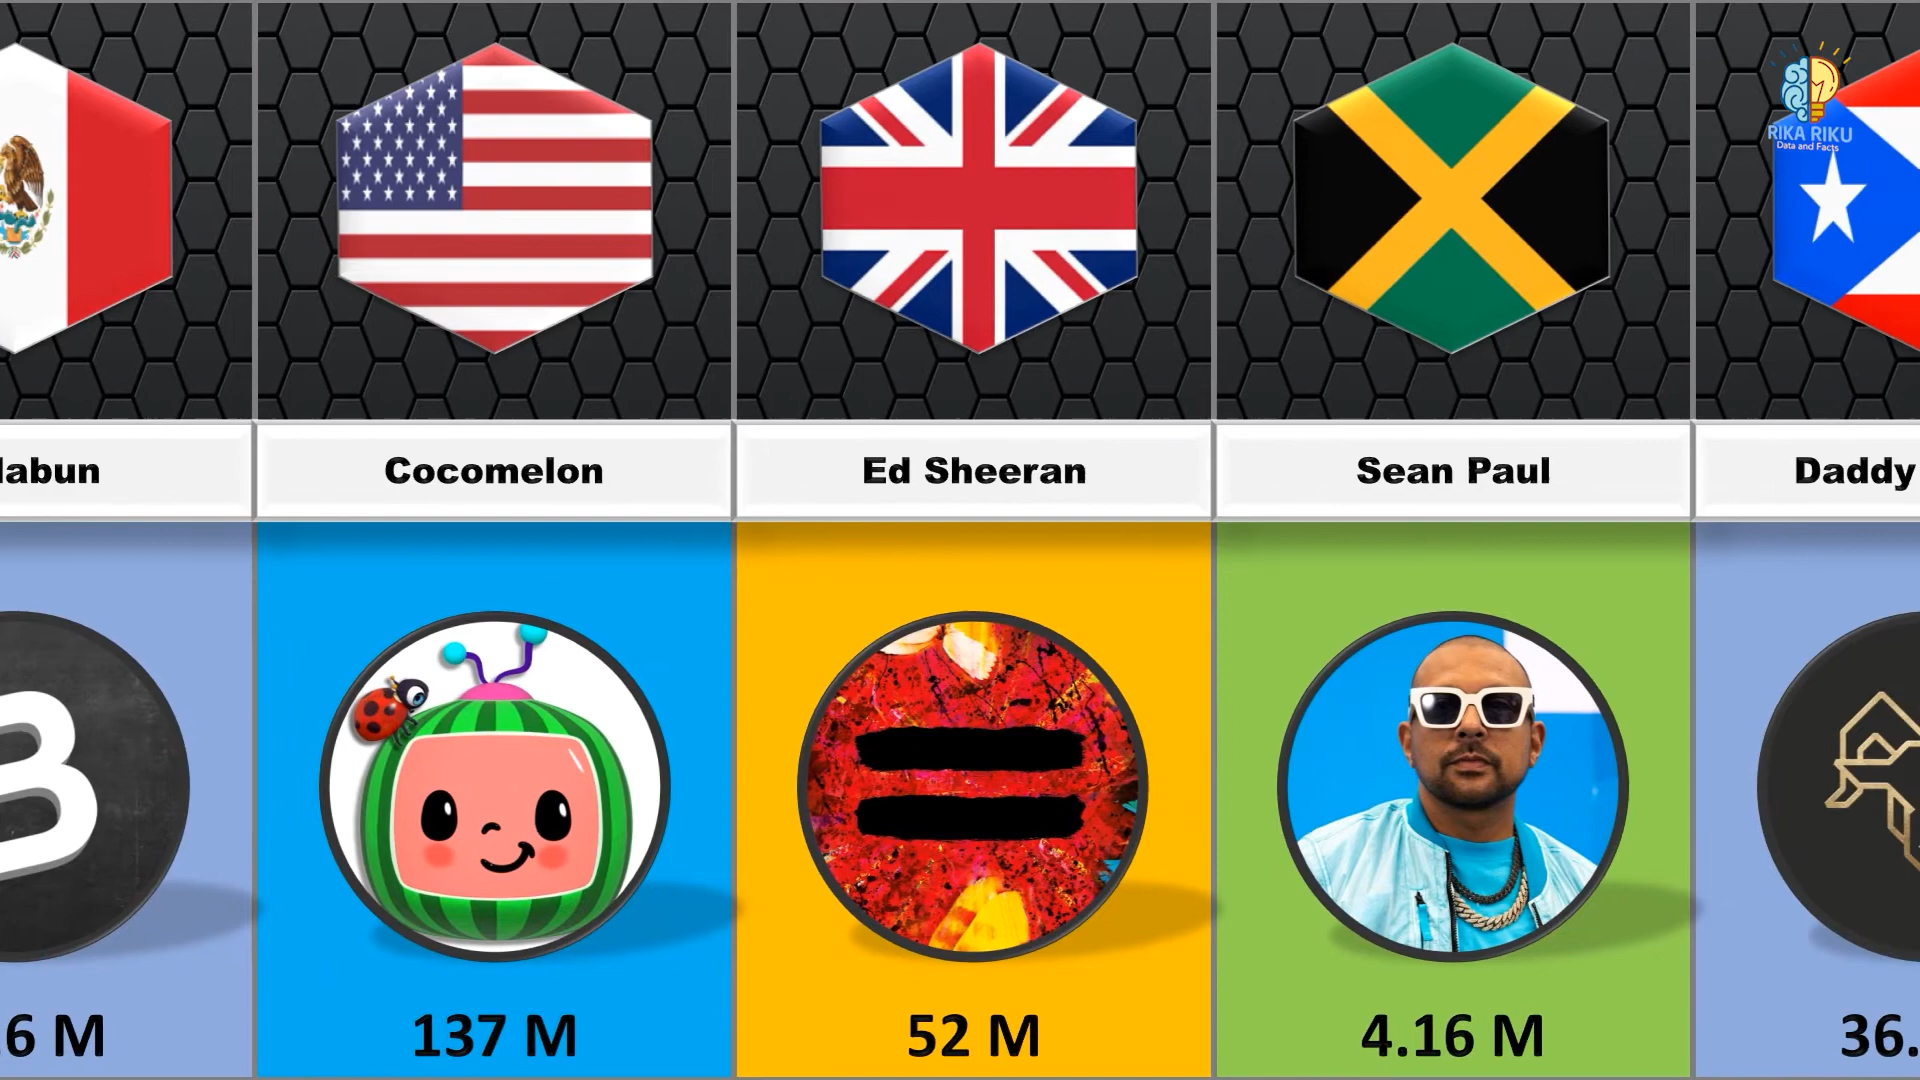 RIKA RIKU
Data and Facts
labun
Cocomelon
Ed Sheeran
Sean Paul
Daddy
6 M
137 M
52 M
4.16 M
36.